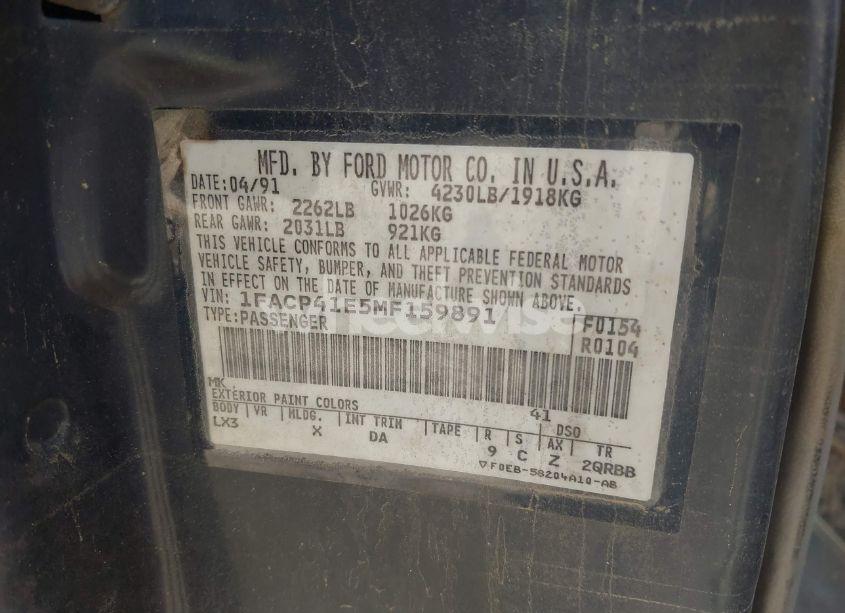 MFD. BY FORD MOTOR CO. IN U.S.A.
DATE: 04/91 GVWR: 4230LB/1918KG
FRONT GAWR: 2262LB 1026KG
REAR GAWR: 2031LB 921KG
THIS VEHICLE CONFORMS TO ALL APPLICABLE FEDERAL MOTOR
VEHICLE SAFETY, BUMPER, AND THEFT PREVENTION STANDARDS
IN EFFECT ON THE DATE OF MANUFACTURE SHOWN ABOVE.
VIN: 1FACP41E5MF159891 F0154
TYPE: PASSENGER R0104
MK
EXTERIOR PAINT COLORS 41 DSO
BODY VR MLDG. INT TRIM TAPE R S AX TR
LX3 X DA 9 C Z 2QRBB
▽F0EB-58204A10-AB